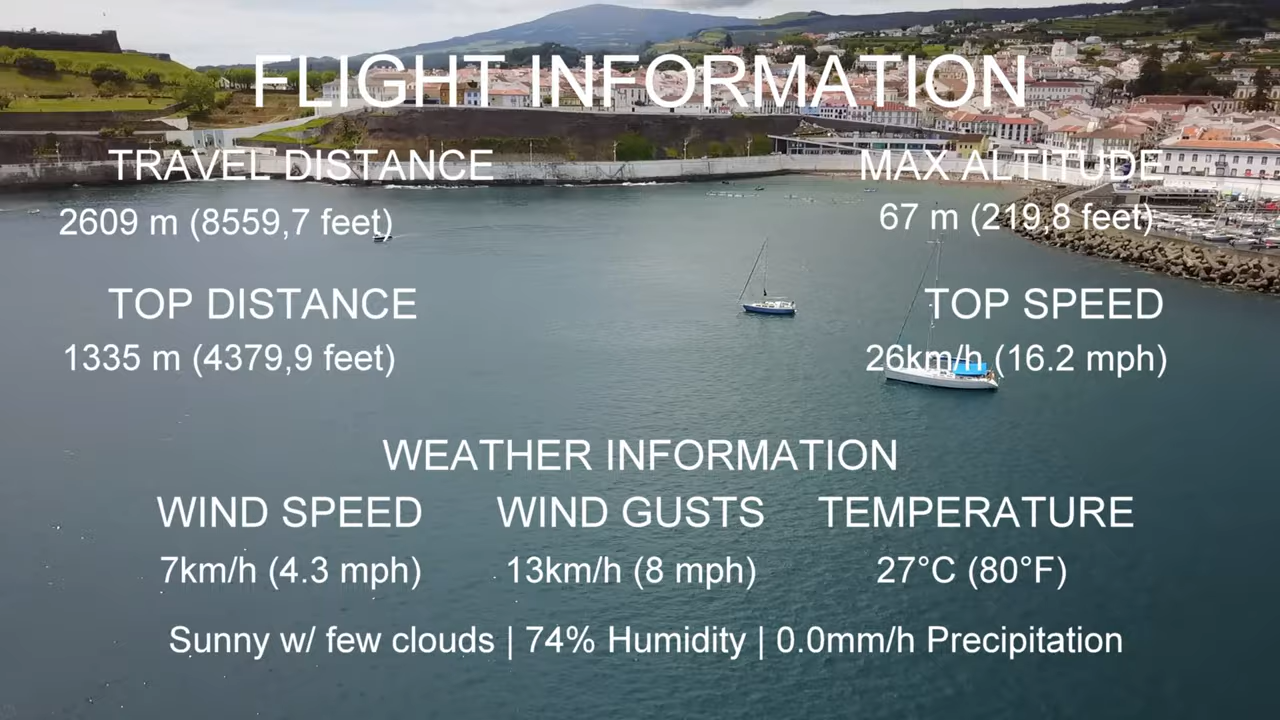 FLIGHT INFORMATION
TRAVEL DISTANCE
2609 m (8559,7 feet)
MAX ALTITUDE
67 m (219,8 feet)
TOP DISTANCE
1335 m (4379,9 feet)
TOP SPEED
26km/h (16.2 mph)
WEATHER INFORMATION
WIND SPEED
7km/h (4.3 mph)
WIND GUSTS
13km/h (8 mph)
TEMPERATURE
27°C (80°F)
Sunny w/ few clouds | 74% Humidity | 0.0mm/h Precipitation